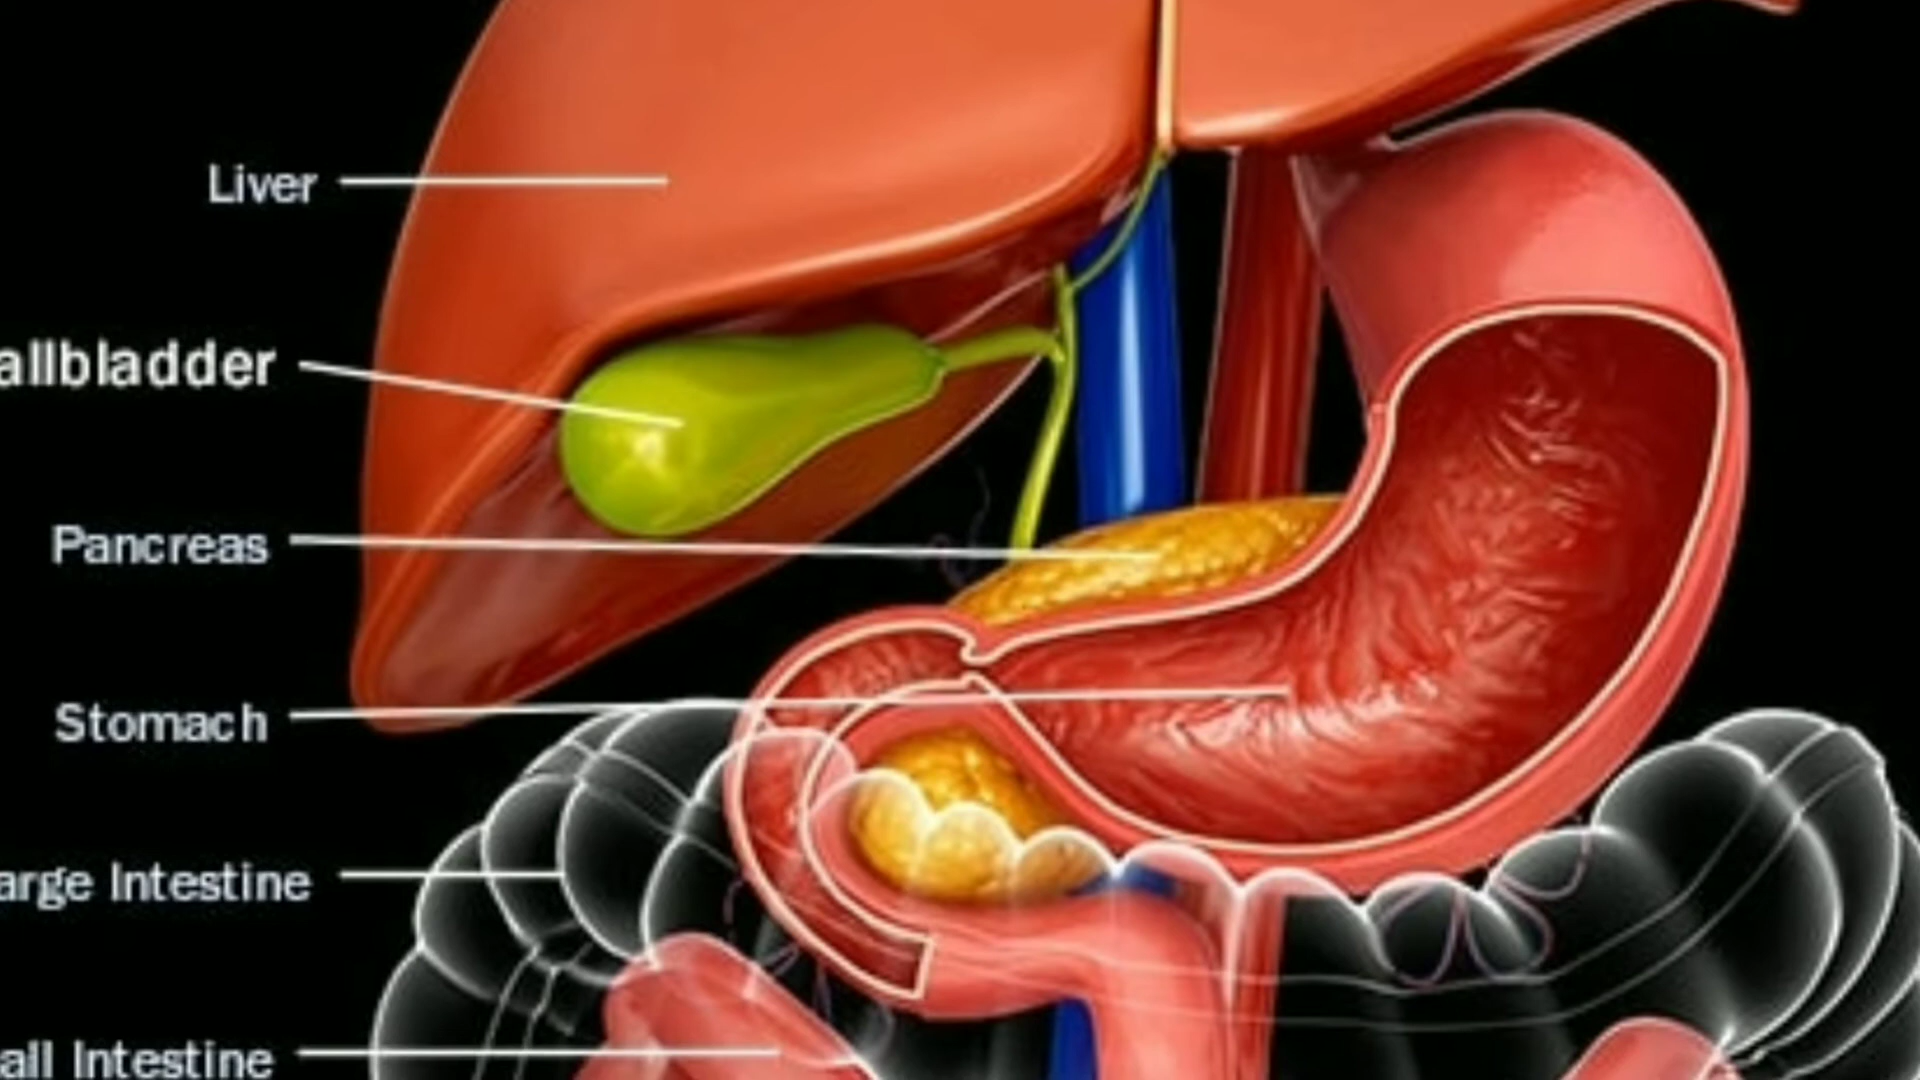 Liver
allbladder
Pancreas
Stomach
arge Intestine
all Intestine